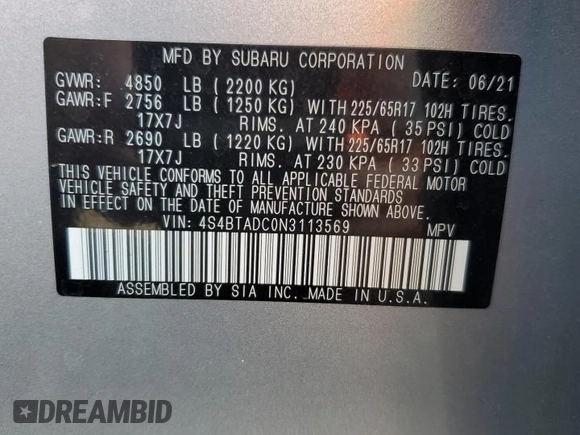 MFD BY SUBARU CORPORATION
GVWR: 4850 LB ( 2200 KG) DATE: 06/21
GAWR:F 2756 LB ( 1250 KG) WITH 225/65R17 102H TIRES.
17X7J RIMS. AT 240 KPA ( 35 PSI) COLD
GAWR:R 2690 LB ( 1220 KG) WITH 225/65R17 102H TIRES.
17X7J RIMS. AT 230 KPA ( 33 PSI) COLD
THIS VEHICLE CONFORMS TO ALL APPLICABLE FEDERAL MOTOR
VEHICLE SAFETY AND THEFT PREVENTION STANDARDS
IN EFFECT ON THE DATE OF MANUFACTURE SHOWN ABOVE.
VIN: 4S4BTADC0N3113569 MPV
ASSEMBLED BY SIA INC. MADE IN U.S.A.
DREAMBID